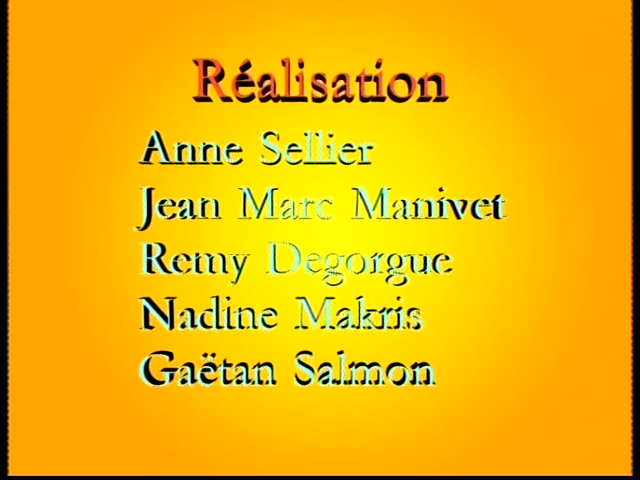 Réalisation
Anne Sellier
Jean Marc Manivet
Remy Degorgue
Nadine Makris
Gaëtan Salmon